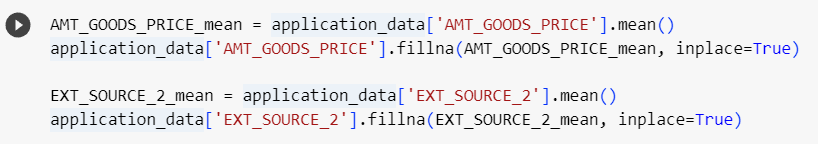 AMT_GOODS_PRICE_mean = application_data['AMT_GOODS_PRICE'].mean()
application_data['AMT_GOODS_PRICE'].fillna(AMT_GOODS_PRICE_mean, inplace=True)
EXT_SOURCE_2_mean = application_data['EXT_SOURCE_2'].mean()
application_data['EXT_SOURCE_2'].fillna(EXT_SOURCE_2_mean, inplace=True)